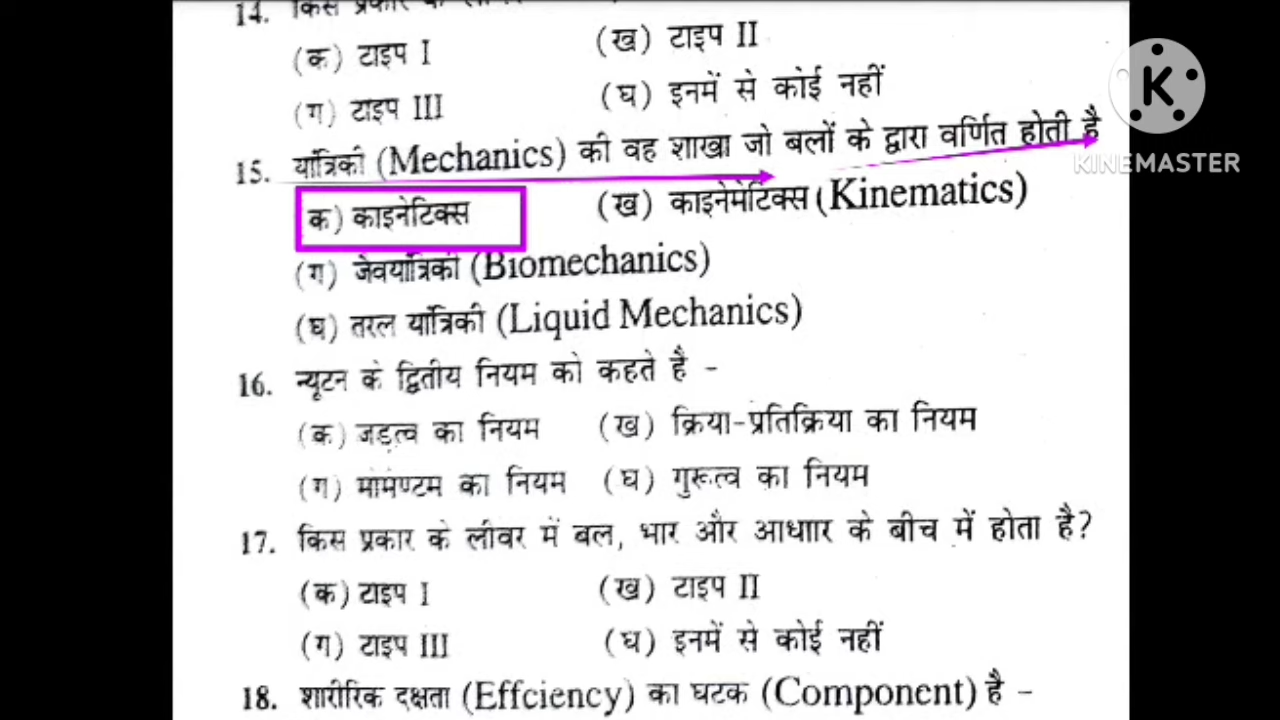 14. किस प्रकार के
(क) टाइप I (ख) टाइप II
(ग) टाइप III (घ) इनमें से कोई नहीं
15. यांत्रिकी (Mechanics) की वह शाखा जो बलों के द्वारा वर्णित होती है
क) काइनेटिक्स (ख) काइनेमेटिक्स (Kinematics)
(ग) जेवयांत्रिकी (Biomechanics)
(घ) तरल यांत्रिकी (Liquid Mechanics)
16. न्यूटन के द्वितीय नियम को कहते है -
(क) जड़त्व का नियम (ख) क्रिया-प्रतिक्रिया का नियम
(ग) मोमेण्टम का नियम (घ) गुरूत्व का नियम
17. किस प्रकार के लीवर में बल, भार और आधाार के बीच में होता है?
(क) टाइप I (ख) टाइप II
(ग) टाइप III (घ) इनमें से कोई नहीं
18. शारीरिक दक्षता (Effciency) का घटक (Component) है -
K
KINEMASTER